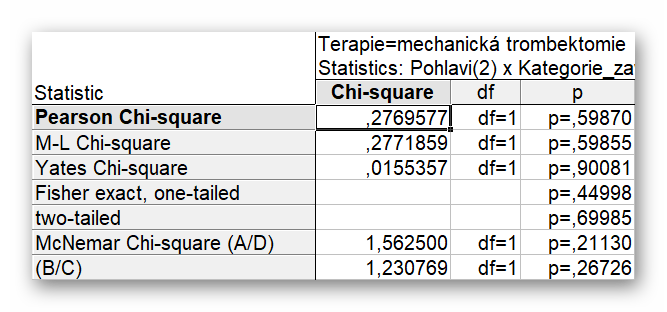 Terapie=mechanická trombektomie
Statistics: Pohlavi(2) x Kategorie_za
Statistic Chi-square df p
Pearson Chi-square ,2769577 df=1 p=,59870
M-L Chi-square ,2771859 df=1 p=,59855
Yates Chi-square ,0155357 df=1 p=,90081
Fisher exact, one-tailed p=,44998
two-tailed p=,69985
McNemar Chi-square (A/D) 1,562500 df=1 p=,21130
(B/C) 1,230769 df=1 p=,26726